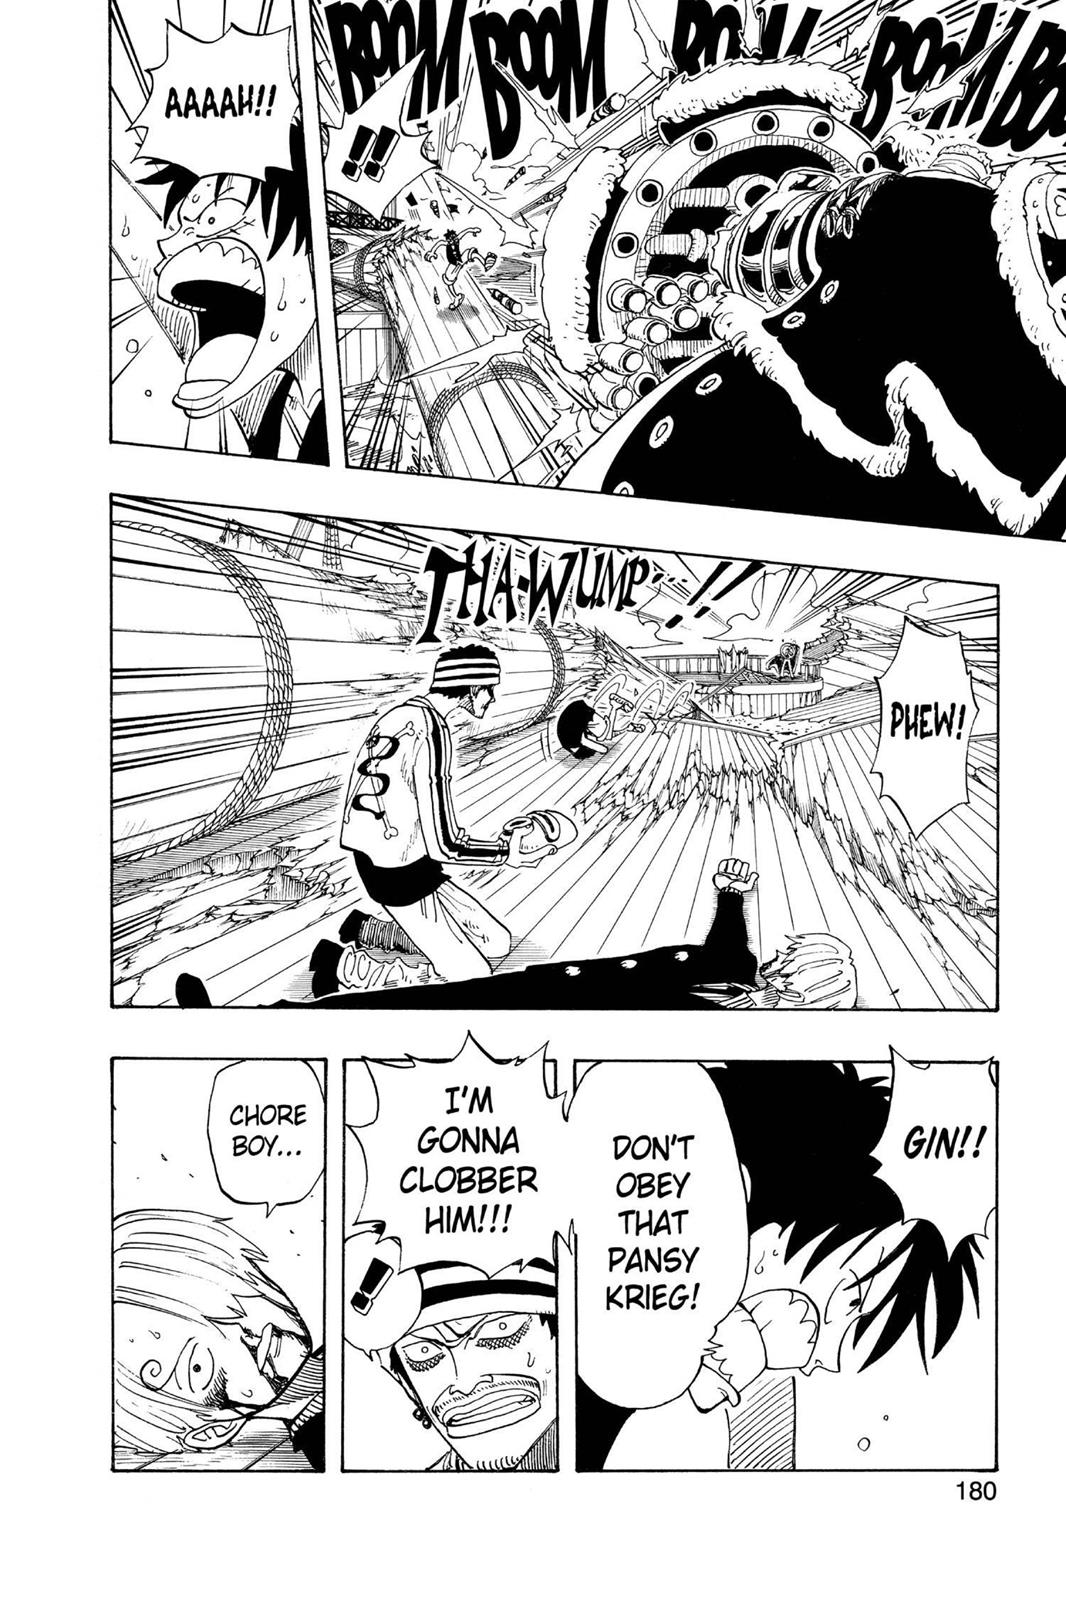 BOOM BOOM BOOM BOOM BOO
!!
AAAAH!!
THA-WUMP...!!
PHEW!
GIN!!
DON'T
OBEY
THAT
PANSY
KRIEG!
I'M
GONNA
CLOBBER
HIM!!!
!!
CHORE
BOY...
180